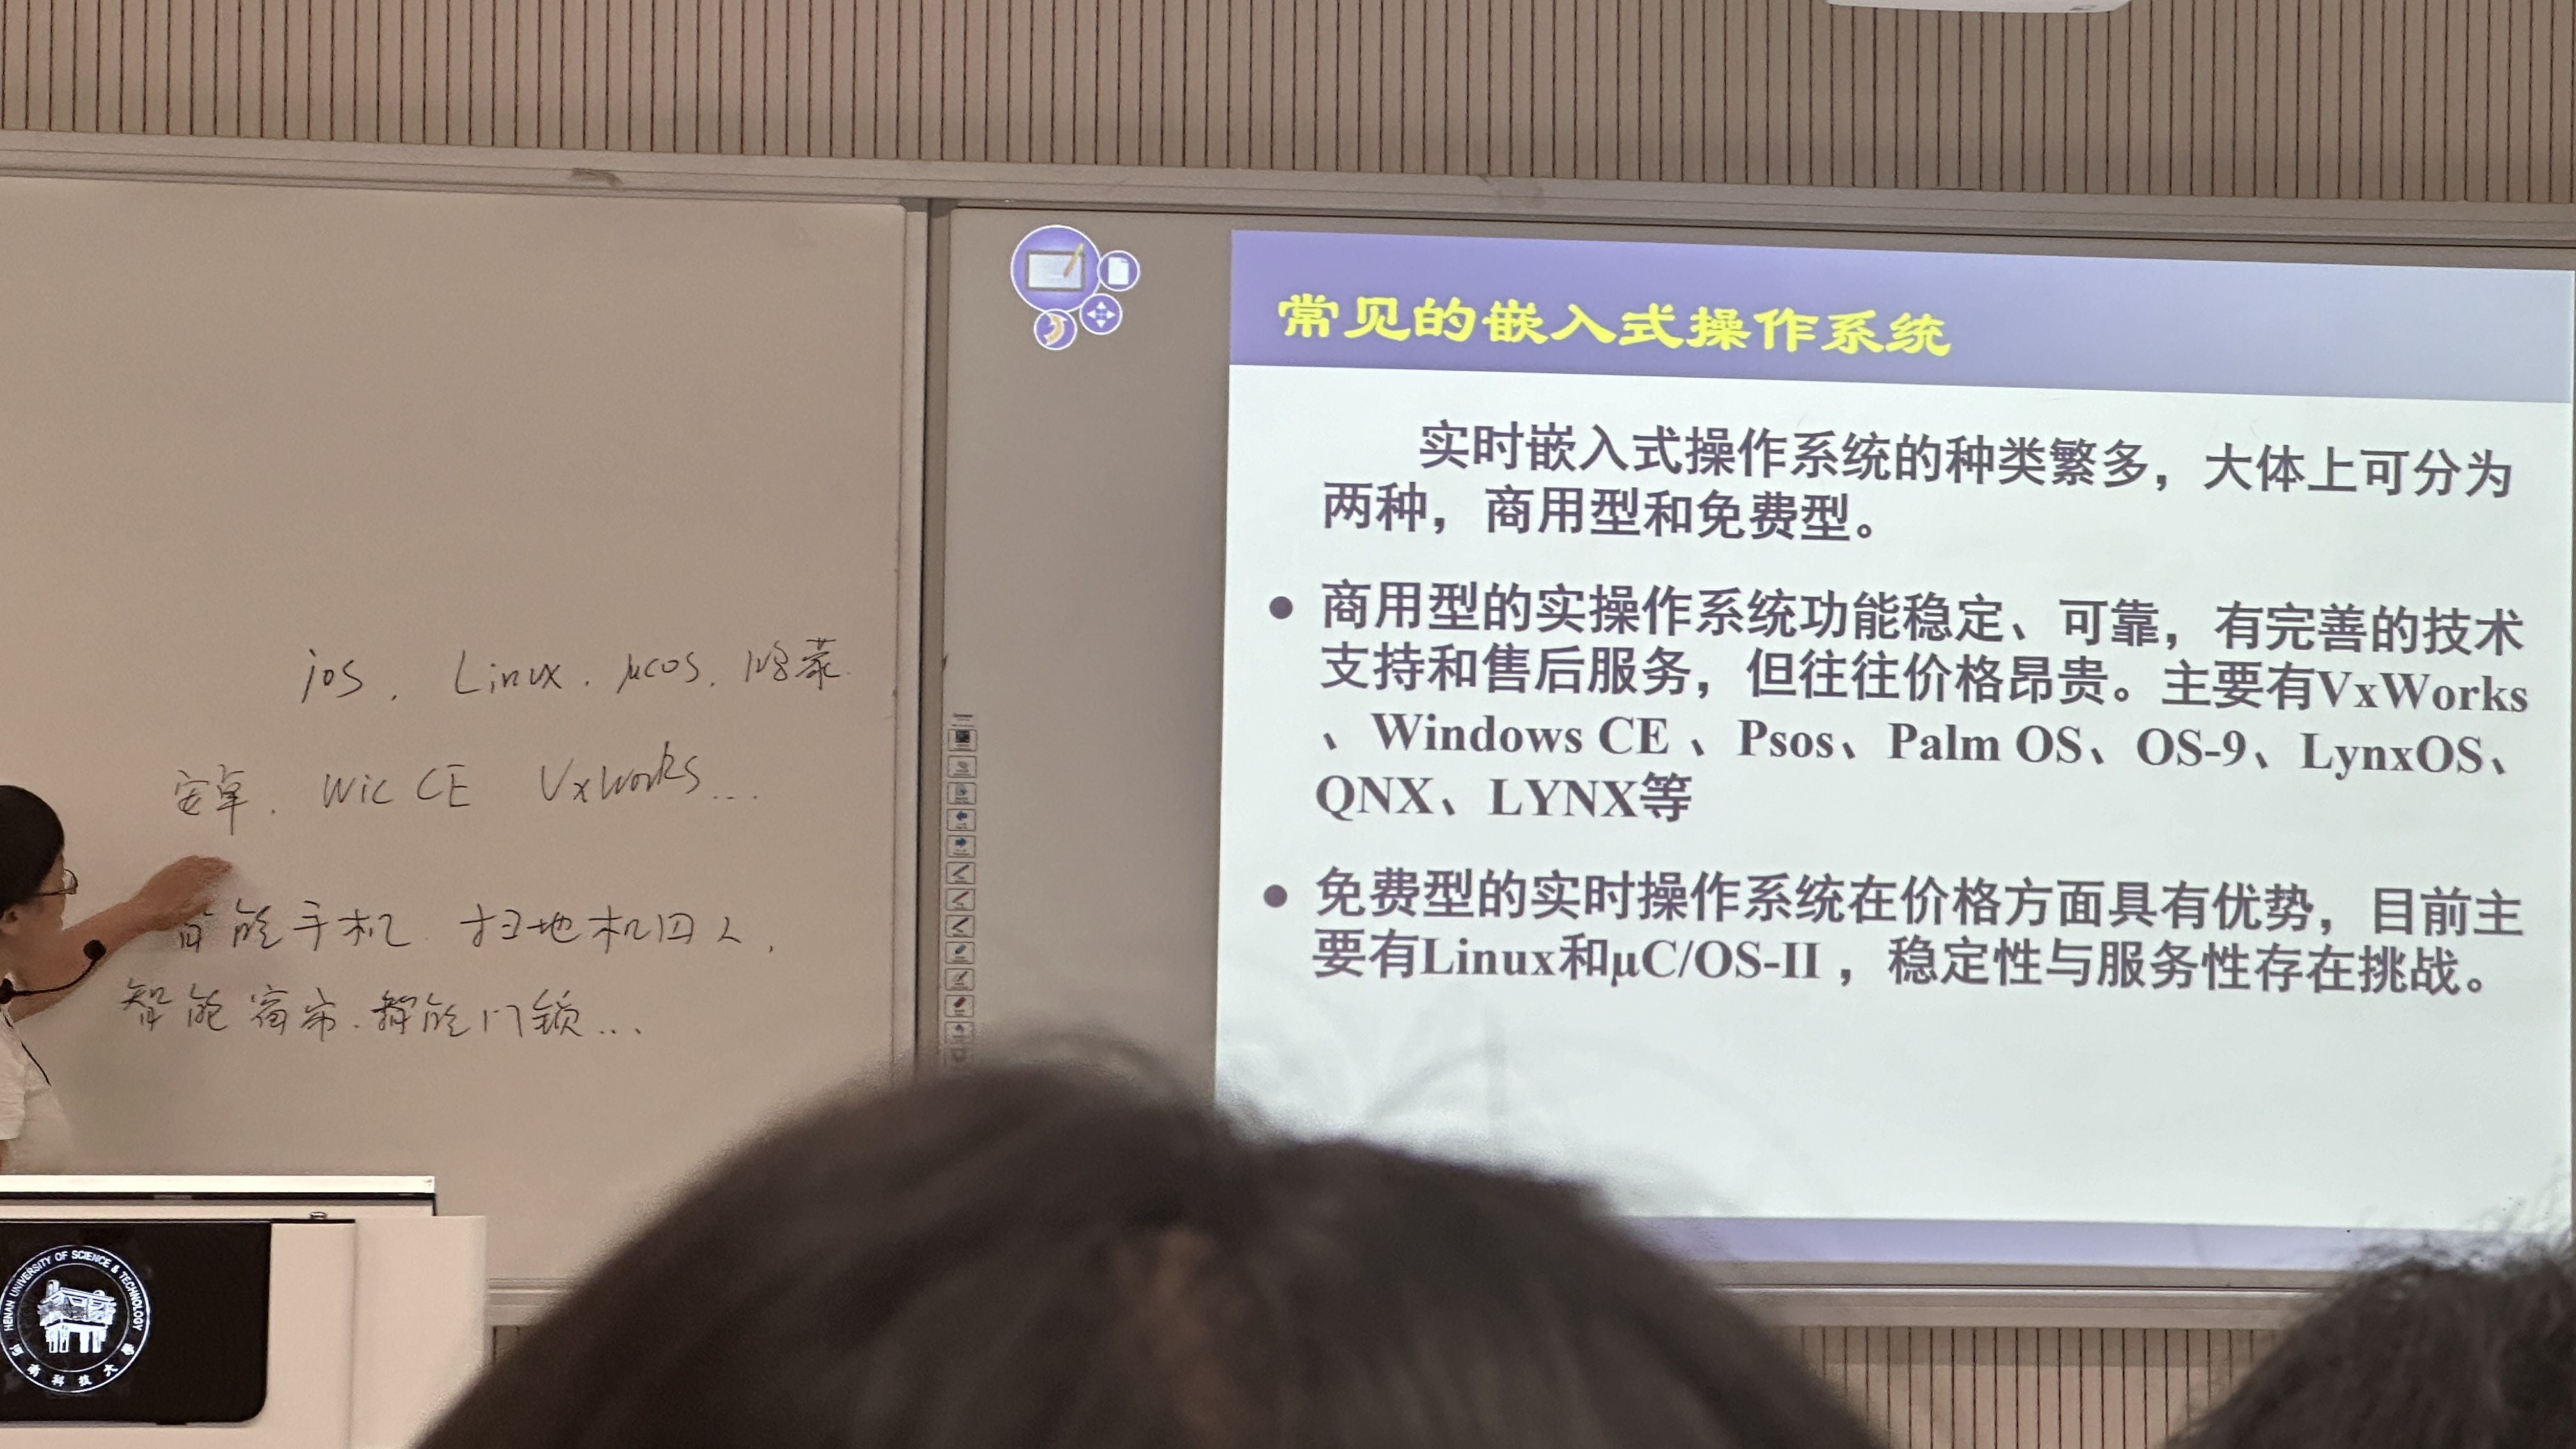 ios. Linux. μcos. 鸿蒙.
安卓. Wic CE VxWorks...
智能手机. 扫地机器人,
智能窗帘. 智能门锁...
HENAN UNIVERSITY OF SCIENCE & TECHNOLOGY
河南科技大学
常见的嵌入式操作系统
实时嵌入式操作系统的种类繁多，大体上可分为
两种，商用型和免费型。
● 商用型的实操作系统功能稳定、可靠，有完善的技术
支持和售后服务，但往往价格昂贵。主要有VxWorks
、Windows CE 、Psos、Palm OS、OS-9、LynxOS、
QNX、LYNX等
● 免费型的实时操作系统在价格方面具有优势，目前主
要有Linux和μC/OS-II ，稳定性与服务性存在挑战。